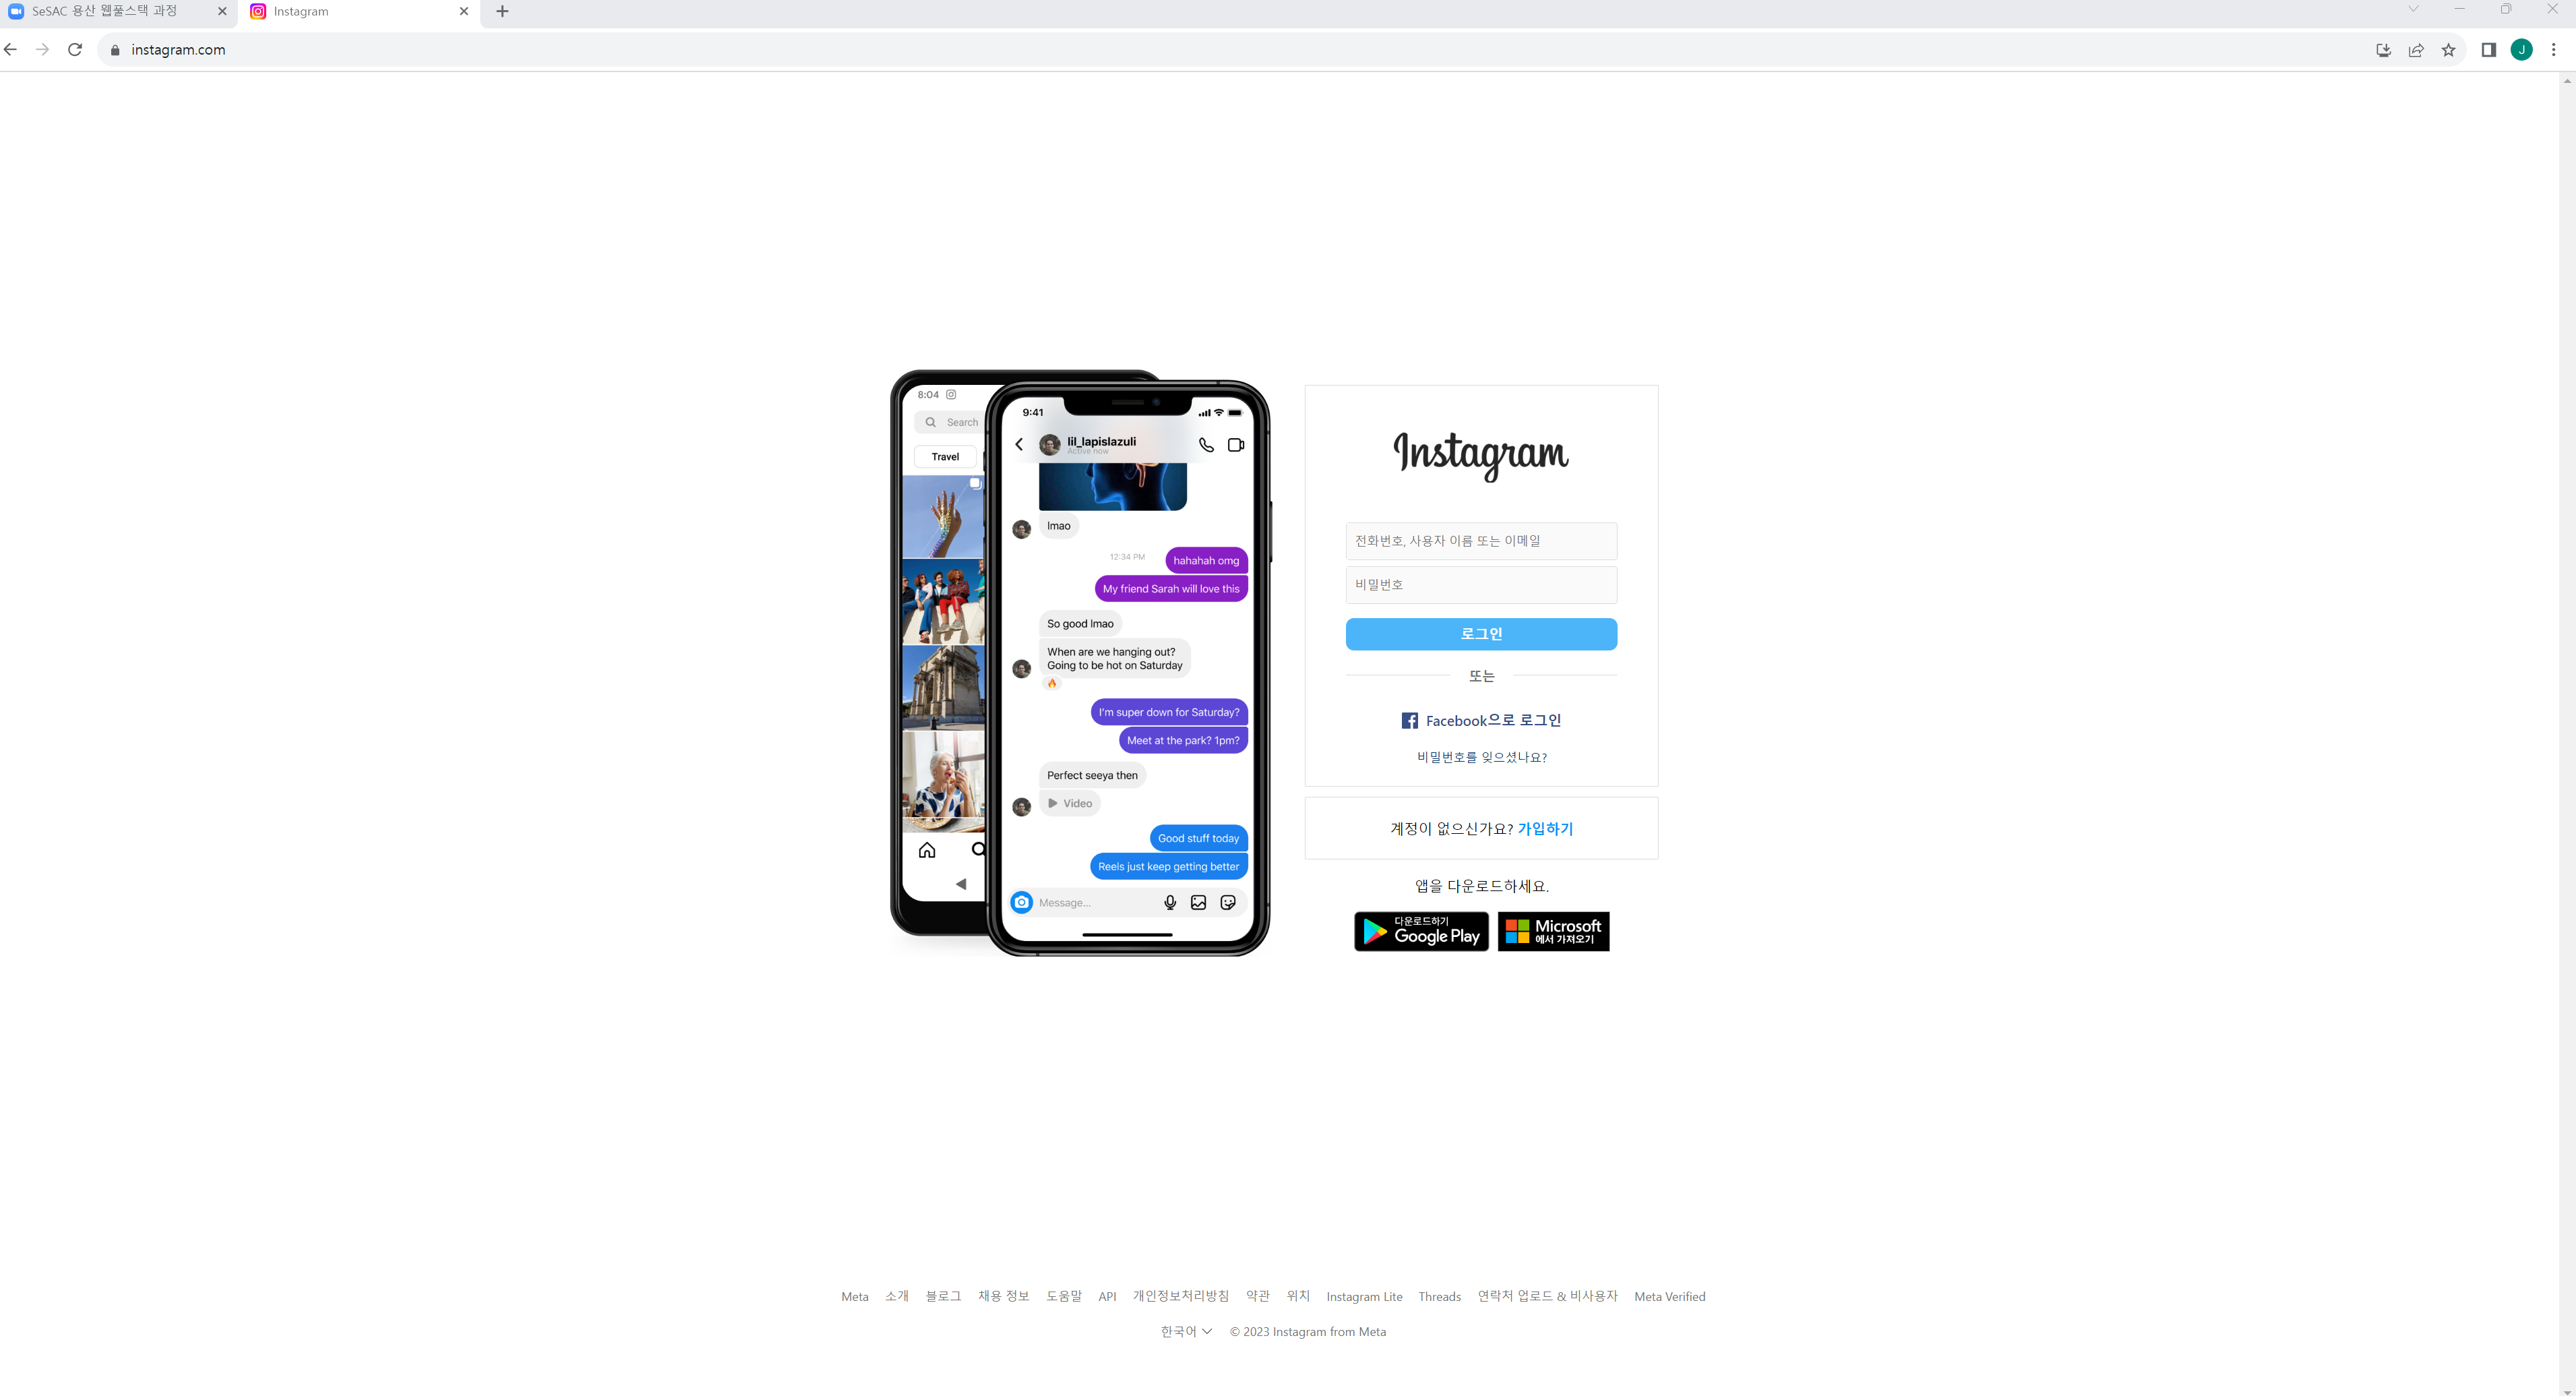 SeSAC 용산 웹풀스택 과정
Instagram
instagram.com
J
8:04
Search
Travel
9:41
lil_lapislazuli
Active now
lmao
12:34 PM
hahahah omg
My friend Sarah will love this
So good lmao
When are we hanging out?
Going to be hot on Saturday
I'm super down for Saturday?
Meet at the park? 1pm?
Perfect seeya then
Video
Good stuff today
Reels just keep getting better
Message...
Instagram
전화번호, 사용자 이름 또는 이메일
비밀번호
로그인
또는
Facebook으로 로그인
비밀번호를 잊으셨나요?
계정이 없으신가요? 가입하기
앱을 다운로드하세요.
다운로드하기
Google Play
Microsoft
에서 가져오기
Meta 소개 블로그 채용 정보 도움말 API 개인정보처리방침 약관 위치 Instagram Lite Threads 연락처 업로드 & 비사용자 Meta Verified
한국어 © 2023 Instagram from Meta